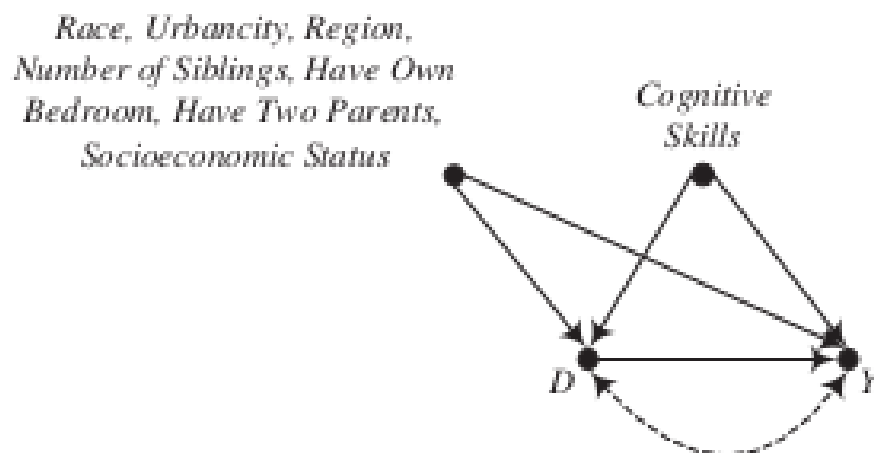 Race, Urbancity, Region,
Number of Siblings, Have Own
Bedroom, Have Two Parents,
Socioeconomic Status
Cognitive
Skills
D
Y